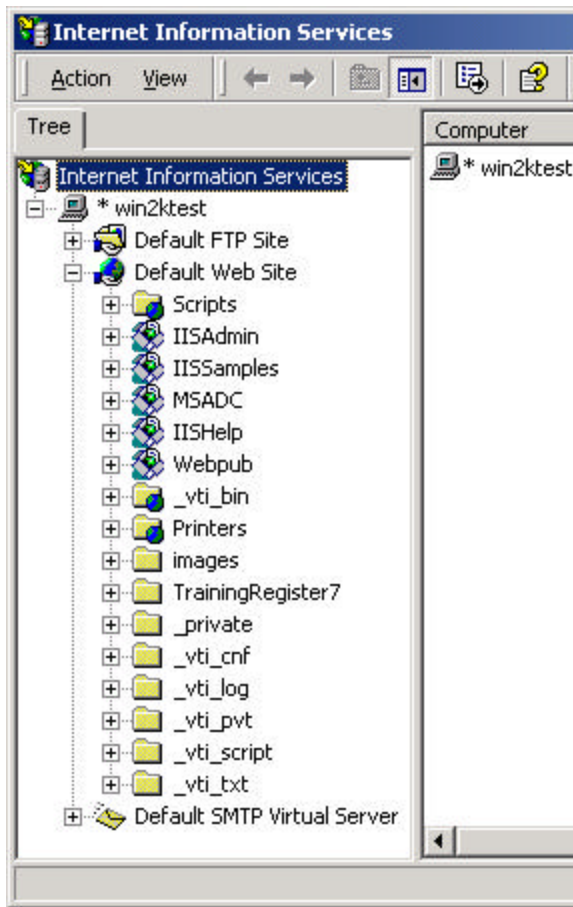 Internet Information Services
Action View
Tree
Computer
Internet Information Services
* win2ktest
* win2ktest
Default FTP Site
Default Web Site
Scripts
IISAdmin
IISSamples
MSADC
IISHelp
Webpub
_vti_bin
Printers
images
TrainingRegister7
_private
_vti_cnf
_vti_log
_vti_pvt
_vti_script
_vti_txt
Default SMTP Virtual Server